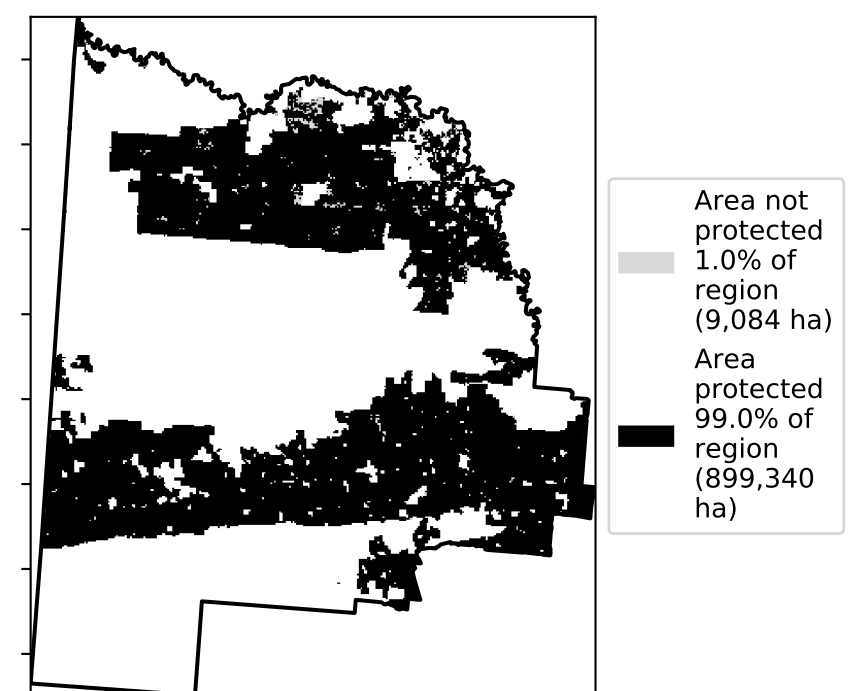 Area not
protected
1.0% of
region
(9,084 ha)
Area
protected
99.0% of
region
(899,340
ha)